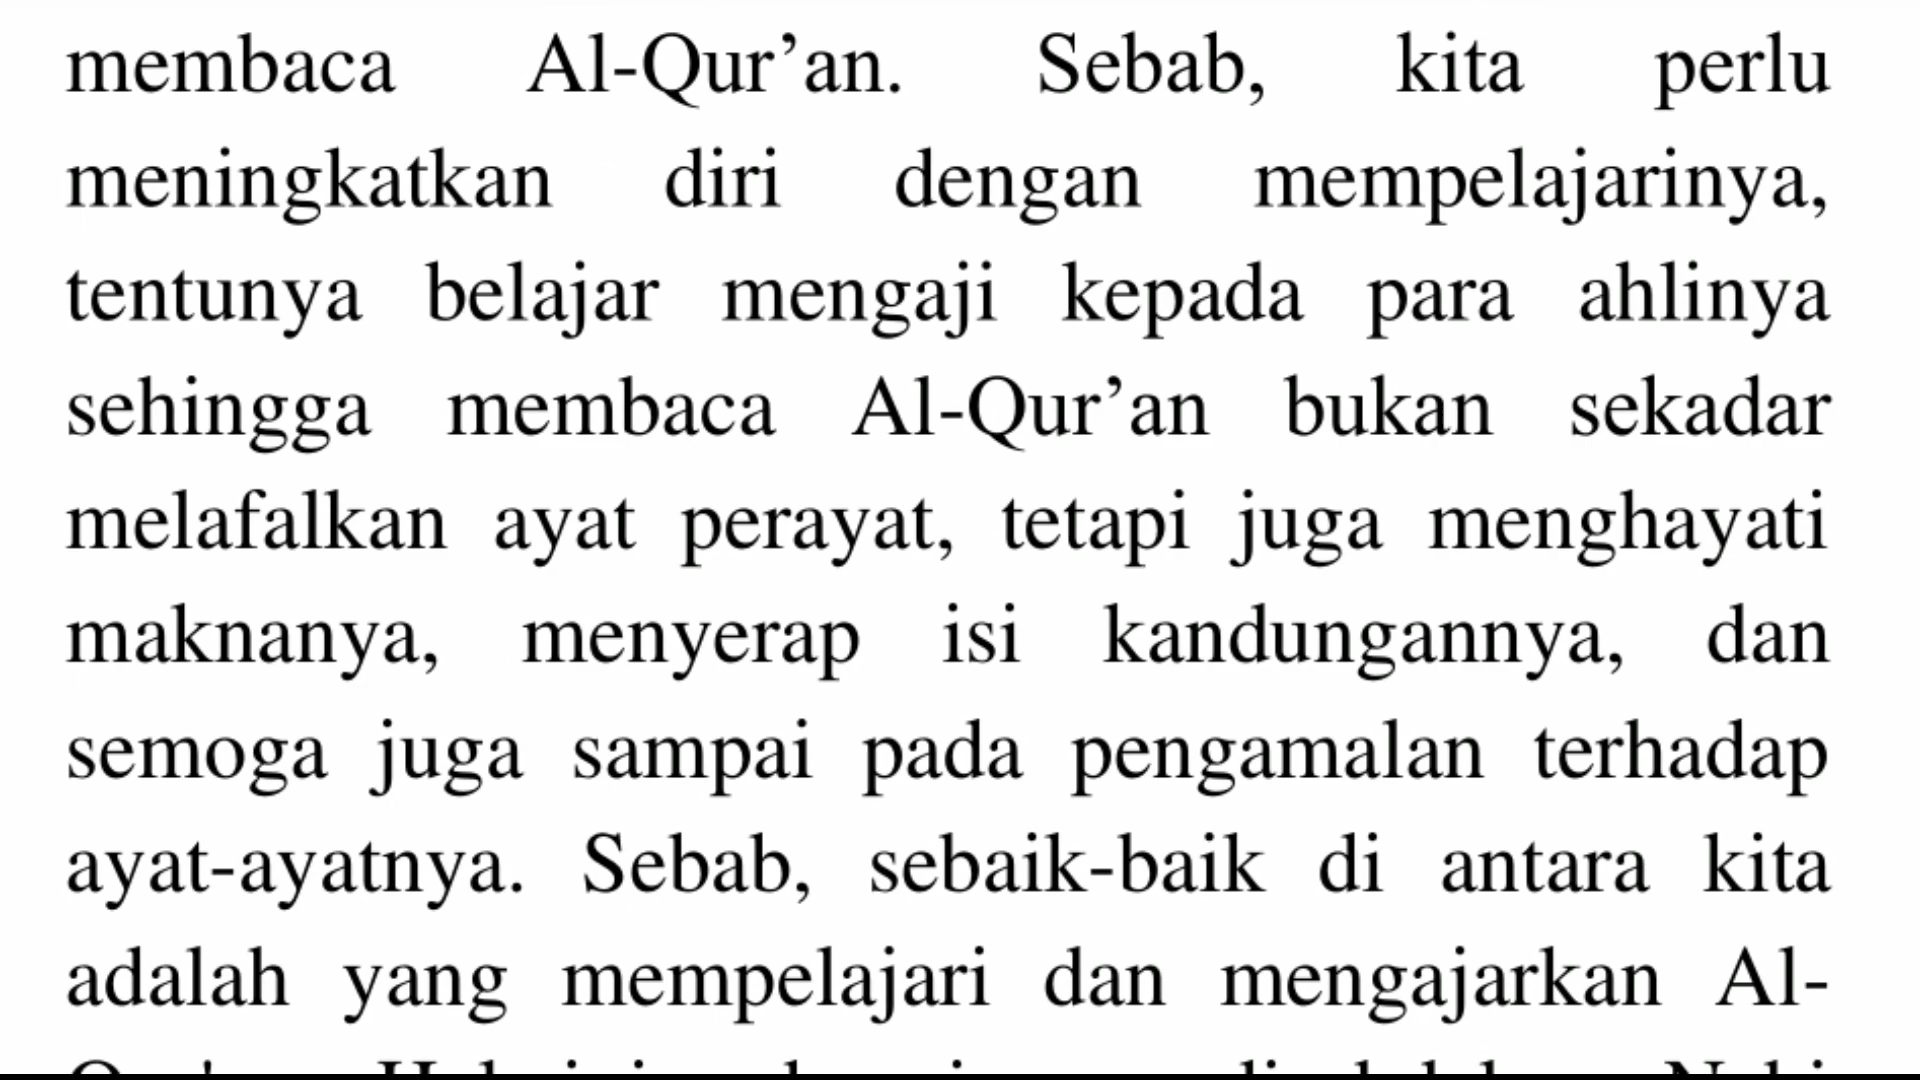 membaca Al-Qur’an. Sebab, kita perlu
meningkatkan diri dengan mempelajarinya,
tentunya belajar mengaji kepada para ahlinya
sehingga membaca Al-Qur’an bukan sekadar
melafalkan ayat perayat, tetapi juga menghayati
maknanya, menyerap isi kandungannya, dan
semoga juga sampai pada pengamalan terhadap
ayat-ayatnya. Sebab, sebaik-baik di antara kita
adalah yang mempelajari dan mengajarkan Al-